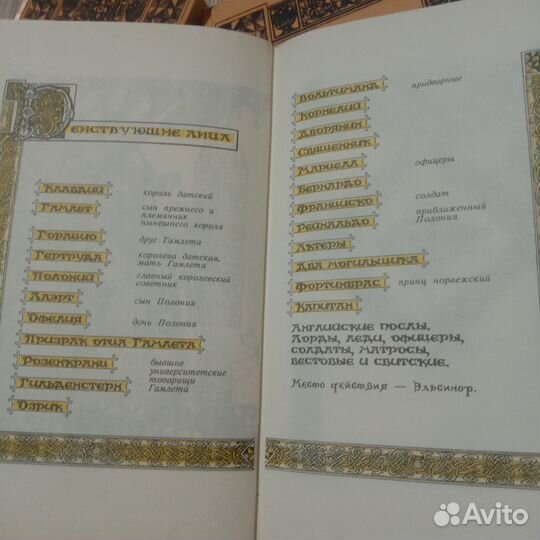 Действующие лица
Клавдий король датский
Гамлет сын прежнего и
племянник
нынешнего короля
Горацио друг Гамлета
Гертруда королева датская,
мать Гамлета
Полоний главный королевский
советник
Лаэрт сын Полония
Офелия дочь Полония
Призрак отца Гамлета
Розенкранц бывшие
университетские
Гильденстерн товарищи
Гамлета
Озрик
Вольтиманд придворные
Корнелий
Дворянин
Священник
Марцелл офицеры
Бернардо
Франциско солдат
Рейнальдо приближенный
Полония
Актеры
Два могильщика
Фортинбрас принц норвежский
Капитан
Английские послы,
лорды, леди, офицеры,
солдаты, матросы,
вестовые и свитские.
Место действия — Эльсинор.
Avito